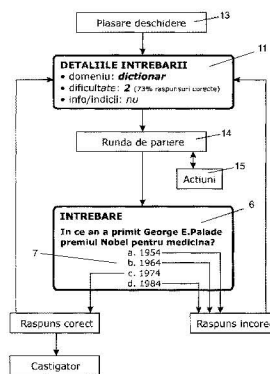 Plasare deschidere
13
11
DETALIILE INTREBARII
• domeniu: dictionar
• dificultate: 2 (73% raspunsuri corecte)
• info/indicii: nu
Runda de pariere
14
15
Actiuni
6
INTREBARE
In ce an a primit George E.Palade
premiul Nobel pentru medicina?
7
a. 1954
b. 1964
c. 1974
d. 1984
Raspuns corect
Raspuns incorec
Castigator